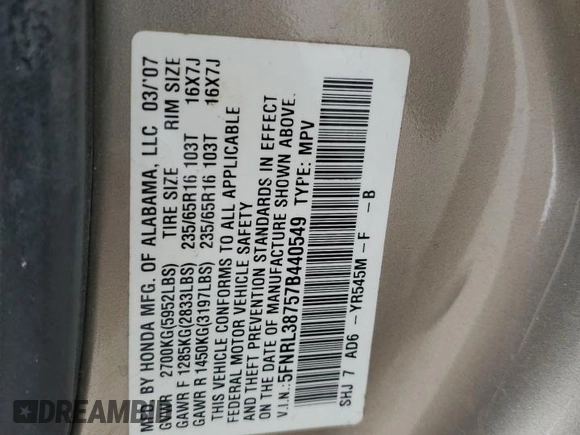 MFD. BY HONDA MFG. OF ALABAMA, LLC 03/'07
GVWR 2700KG(5952LBS) TIRE SIZE RIM SIZE
GAWR F 1285KG(2833LBS) 235/65R16 103T 16X7J
GAWR R 1450KG(3197LBS) 235/65R16 103T 16X7J
THIS VEHICLE CONFORMS TO ALL APPLICABLE
FEDERAL MOTOR VEHICLE SAFETY
AND THEFT PREVENTION STANDARDS IN EFFECT
ON THE DATE OF MANUFACTURE SHOWN ABOVE.
V.I.N.: 5FNRL38757B440549 TYPE: MPV
SHJ 7 AD6 - YR545M - F - B
DREAMBID